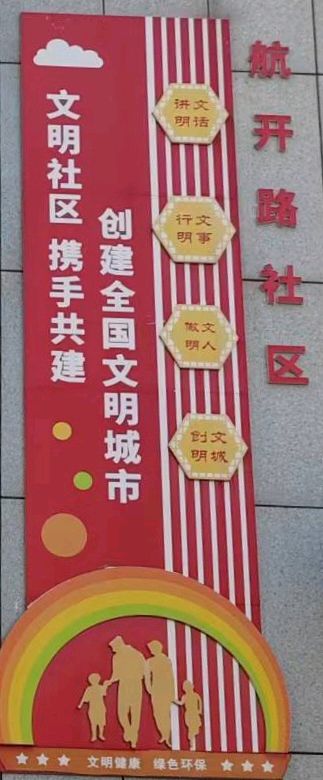 文明社区 携手共建
创建全国文明城市
讲文
明话
行文
明事
做文
明人
创文
明城
航开路社区
文明健康 绿色环保